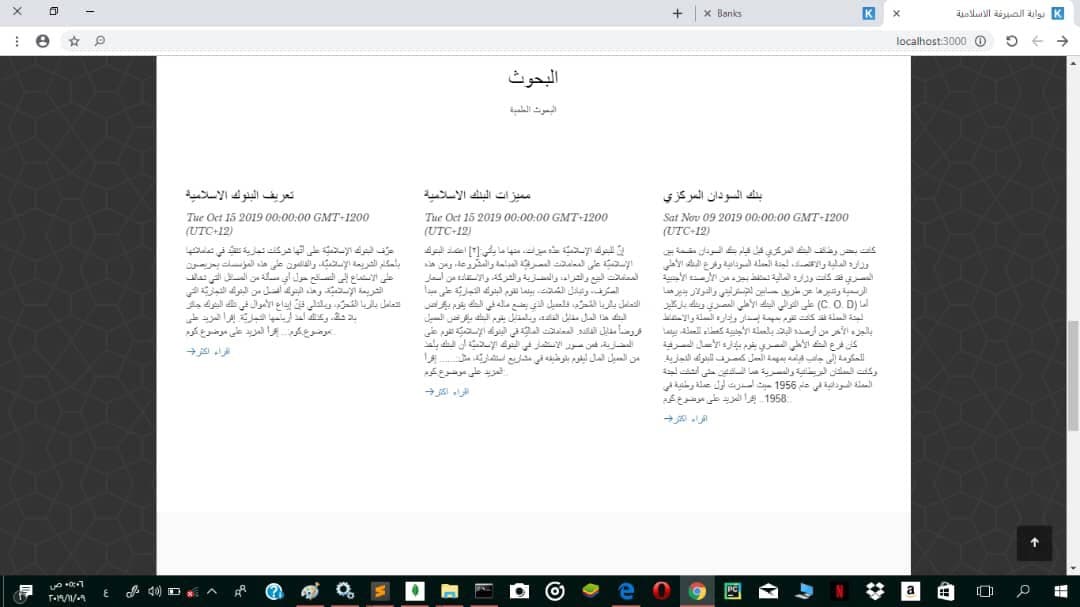 بوابة الصيرفة الاسلامية
Banks
localhost:3000
البحوث
البحوث العلمية
بنك السودان المركزي
Sat Nov 09 2019 00:00:00 GMT+1200
(UTC+12)
كانت بعض وظائف البنك المركزي قبل قيام بنك السودان مقسمة بين
وزارة المالية والاقتصاد، لجنة العملة السودانية وفرع البنك الأهلي
المصري فقد كانت وزارة المالية تحتفظ بجزء من الأرصدة الأجنبية
الرسمية وتديرها عن طريق حسابين للإسترليني والدولار يديرهما
على التوالي البنك الأهلي المصري وبنك باركليز (C. O. D) أما
لجنة العملة فقد كانت تقوم بمهمة إصدار وإدارة العملة والاحتفاظ
بالجزء الآخر من أرصدة البلاد بالعملة الأجنبية كغطاء للعملة، بينما
كان فرع البنك الأهلي المصري يقوم بإدارة الأعمال المصرفية
للحكومة إلى جانب قيامه بمهمة العمل كمصرف للبنوك التجارية.
وكانت العملتان البريطانية والمصرية هما السائدتين حتى أنشئت لجنة
العملة السودانية في عام 1956 حيث أصدرت أول عملة وطنية في
1958.. إقرأ المزيد على موضوع كوم:
اقراء اكثر
مميزات البنك الاسلامية
Tue Oct 15 2019 00:00:00 GMT+1200
(UTC+12)
إنّ للبنوك الإسلاميّة عدّه ميزات، منها ما يأتي:[٢] اعتماد البنوك
الإسلاميّة على المعاملات المصرفيّة المباحة والمشروعة، ومن هذه
المعاملات البيع والشراء، والمضاربة والشركة، والاستفاده من أسعار
الصرّف، وتبادل العُملات، بينما تقوم البنوك التجاريّة على مبدأ
التعامل بالربا المُحرّم، فالعميل الذي يضع ماله في البنك يقوم بإقراض
البنك هذا المال مقابل الفائده، وبالمقابل يقوم البنك بإقراض العميل
قروضاً مقابل الفائده. المعاملات الماليّة في البنوك الإسلاميّة تقوم على
المضاربة، فمن صور الاستثمار في البنوك الإسلاميّة أن البنك يأخذ
من العميل المال ليقوم بتوظيفه في مشاريع استثماريّة، مثل:...... إقرأ
المزيد على موضوع كوم:
اقراء اكثر
تعريف البنوك الاسلامية
Tue Oct 15 2019 00:00:00 GMT+1200
(UTC+12)
عرّف البنوك الإسلاميّة على أنّها شركات تجارية تتقيّد في تعاملاتها
بأحكام الشريعة الإسلاميّة، والقائمون على هذه المؤسسات يحرصون
على الاستماع إلى النصائح حول أي مسألة من المسائل التي تخالف
الشريعة الإسلاميّة، وهذه البنوك أفضل من البنوك التجاريّة التي
تتعامل بالربا المُحرّم، وبالتالي فإنّ إيداع الأموال في تلك البنوك جائز
بلا شكّ، وكذلك أخذ أرباحها التجاريّة. إقرأ المزيد على
موضوع.كوم:... إقرأ المزيد على موضوع كوم:
اقراء اكثر
٠٥:٠٦ ص
٢٠١٩/١١/٠٩
ع